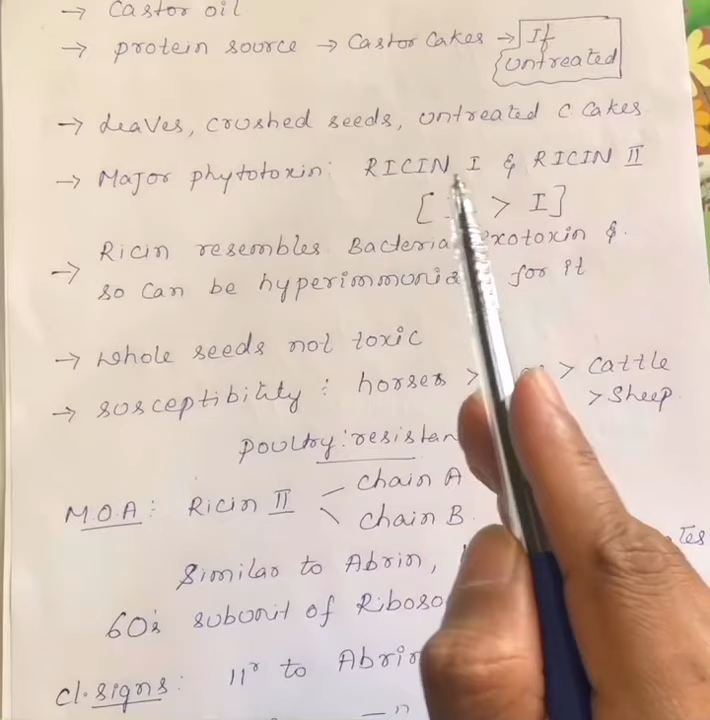 → Castor oil
→ protein source → Castor Cakes → If untreated
→ Leaves, crushed seeds, untreated C. Cakes
→ Major phytotoxin: RICIN I & RICIN II
[ > I]
→ Ricin resembles Bacterial exotoxin &
so can be for it
→ whole seeds not toxic
→ susceptibility : horses > > Cattle
> Sheep.
Poultry : resistan
M.O.A : Ricin II chain A
chain B
Similar to Abrin,
60's subunit of Riboso
Cl. signs : 11r to Abrin
— "